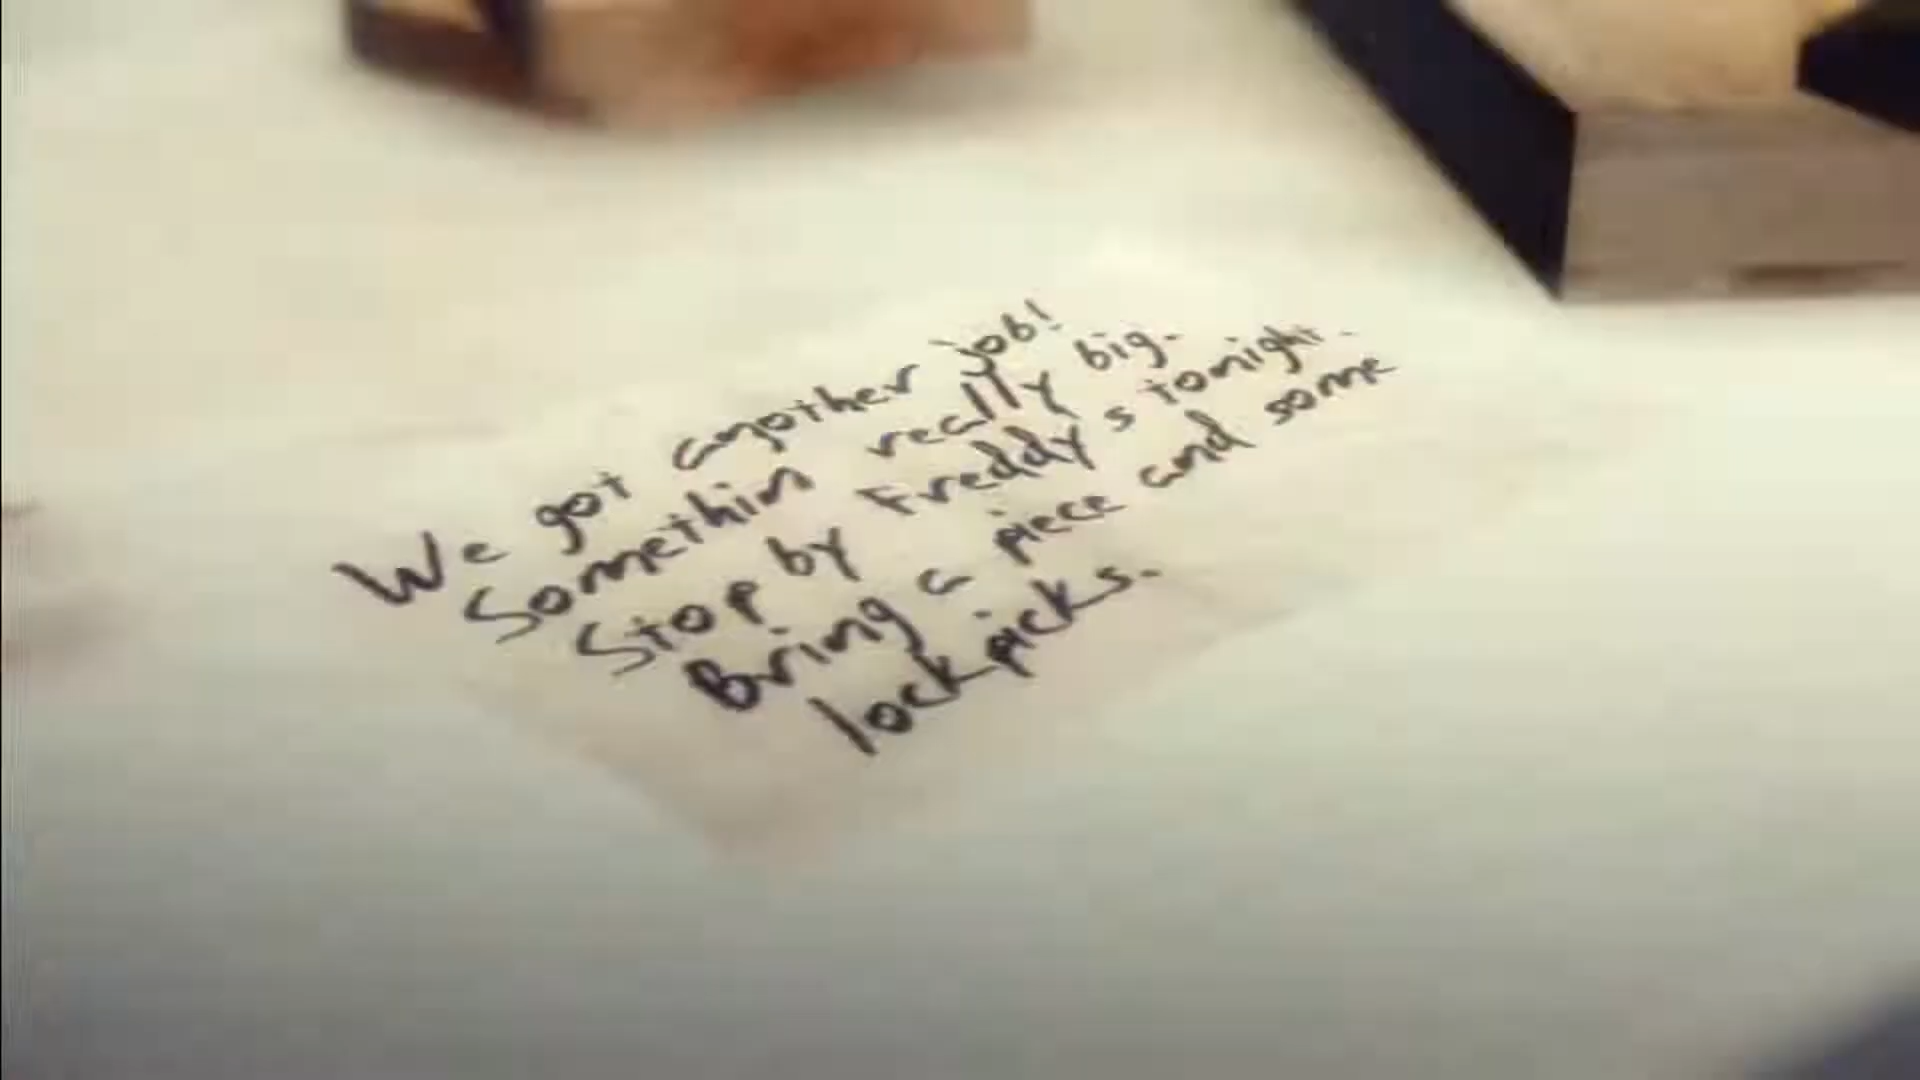 We got another job!
Somethin really big.
Stop by Freddy s tonight.
Bring a piece and some
lockpicks.